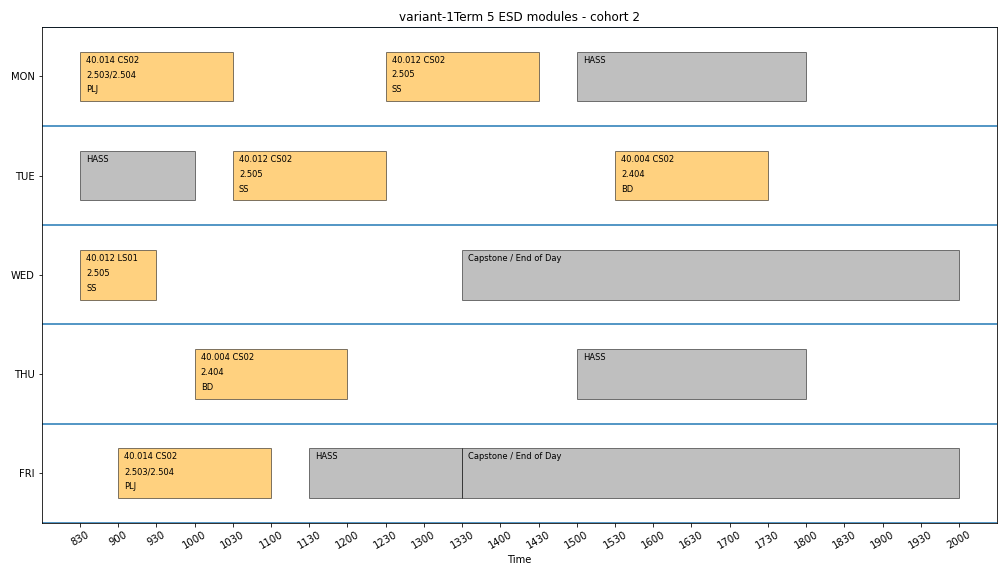 variant-1Term 5 ESD modules - cohort 2
MON
40.014 CS02
2.503/2.504
PLJ
40.012 CS02
2.505
SS
HASS
TUE
HASS
40.012 CS02
2.505
SS
40.004 CS02
2.404
BD
WED
40.012 LS01
2.505
SS
Capstone / End of Day
THU
40.004 CS02
2.404
BD
HASS
FRI
40.014 CS02
2.503/2.504
PLJ
HASS
Capstone / End of Day
830 900 930 1000 1030 1100 1130 1200 1230 1300 1330 1400 1430 1500 1600 1630 1700 1730 1800 1830 1900 1930 2000
Time